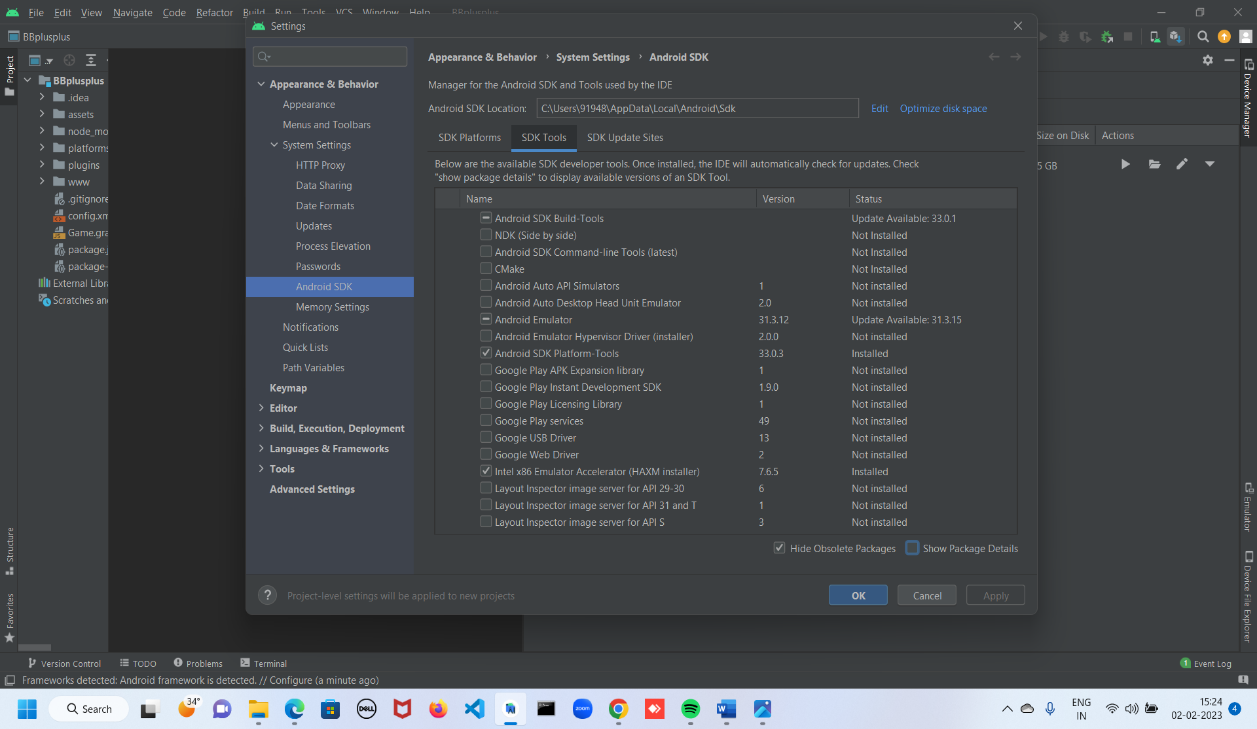 File Edit View Navigate Code Refactor Build Run Tools VCS Window Help BBplusplus
Settings
BBplusplus
Project
BBplusplus
.idea
assets
node_mo
platforms
plugins
www
.gitignore
config.xm
Game.gra
package.j
package-
External Libra
Scratches and
Structure
Favorites
Appearance & Behavior
Appearance
Menus and Toolbars
System Settings
HTTP Proxy
Data Sharing
Date Formats
Updates
Process Elevation
Passwords
Android SDK
Memory Settings
Notifications
Quick Lists
Path Variables
Keymap
Editor
Build, Execution, Deployment
Languages & Frameworks
Tools
Advanced Settings
Appearance & Behavior › System Settings › Android SDK
Manager for the Android SDK and Tools used by the IDE
Android SDK Location: C:\Users\91948\AppData\Local\Android\Sdk Edit Optimize disk space
SDK Platforms SDK Tools SDK Update Sites
Below are the available SDK developer tools. Once installed, the IDE will automatically check for updates. Check
"show package details" to display available versions of an SDK Tool.
Name Version Status
Android SDK Build-Tools Update Available: 33.0.1
NDK (Side by side) Not Installed
Android SDK Command-line Tools (latest) Not Installed
CMake Not Installed
Android Auto API Simulators 1 Not installed
Android Auto Desktop Head Unit Emulator 2.0 Not installed
Android Emulator 31.3.12 Update Available: 31.3.15
Android Emulator Hypervisor Driver (installer) 2.0.0 Not installed
Android SDK Platform-Tools 33.0.3 Installed
Google Play APK Expansion library 1 Not installed
Google Play Instant Development SDK 1.9.0 Not installed
Google Play Licensing Library 1 Not installed
Google Play services 49 Not installed
Google USB Driver 13 Not installed
Google Web Driver 2 Not installed
Intel x86 Emulator Accelerator (HAXM installer) 7.6.5 Installed
Layout Inspector image server for API 29-30 6 Not installed
Layout Inspector image server for API 31 and T 1 Not installed
Layout Inspector image server for API S 3 Not installed
Hide Obsolete Packages Show Package Details
? Project-level settings will be applied to new projects
OK Cancel Apply
Size on Disk Actions
5 GB
Device Manager
Emulator
Device File Explorer
Version Control TODO Problems Terminal
1 Event Log
Frameworks detected: Android framework is detected. // Configure (a minute ago)
Search
34°
DELL
zoom
W
ENG
IN
15:24
02-02-2023
4